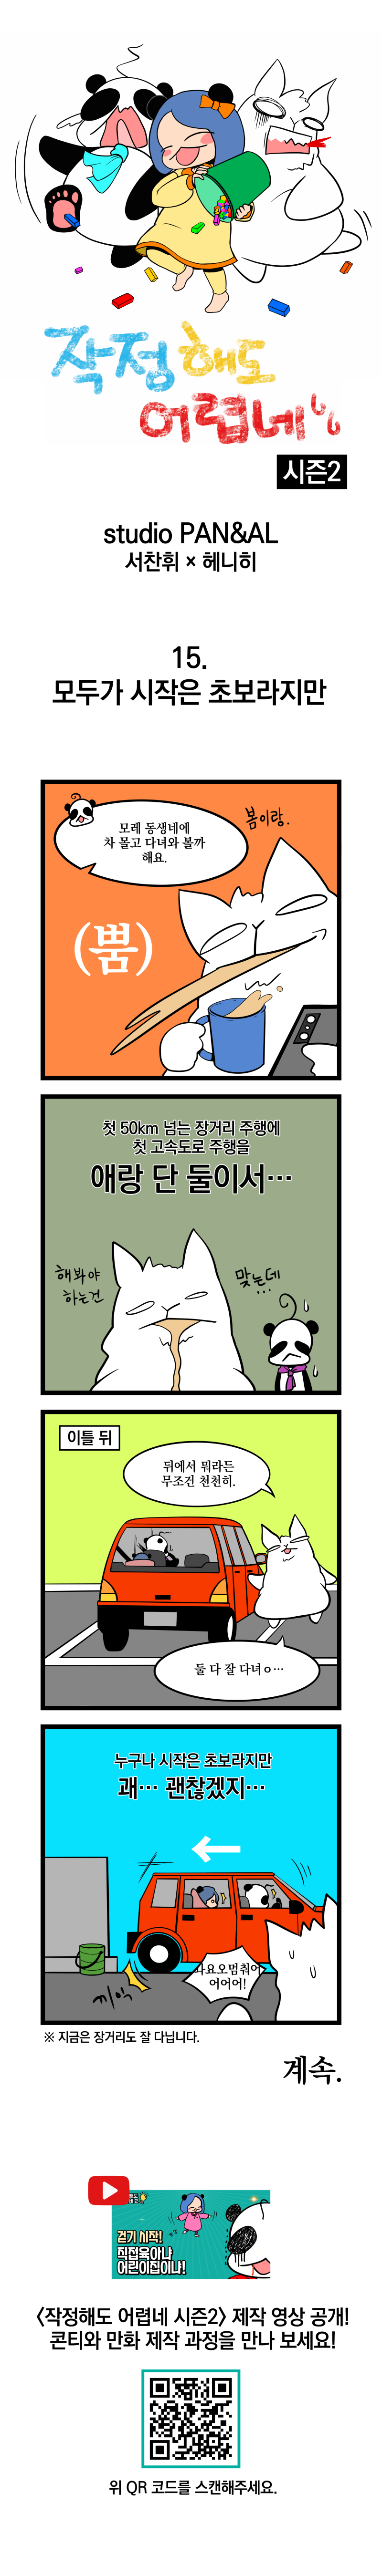 작정해도
어렵네
시즌2
studio PAN&AL
서찬휘 × 헤니히
15.
모두가 시작은 초보라지만
모레 동생네에
차 몰고 다녀와 볼까
해요.
봄이랑.
(뿜)
첫 50km 넘는 장거리 주행에
첫 고속도로 주행을
애랑 단 둘이서…
해봐야
하는건
맞는데
...
이틀 뒤
뒤에서 뭐라든
무조건 천천히.
둘 다 잘 다녀ㅇ…
누구나 시작은 초보라지만
괘… 괜찮겠지…
←
나요오멈춰어
어어어!
끼익
※ 지금은 장거리도 잘 다닙니다.
계속.
걷기 시작!
직접육아냐
어린이집이냐!
<작정해도 어렵네 시즌2> 제작 영상 공개!
콘티와 만화 제작 과정을 만나 보세요!
위 QR 코드를 스캔해주세요.